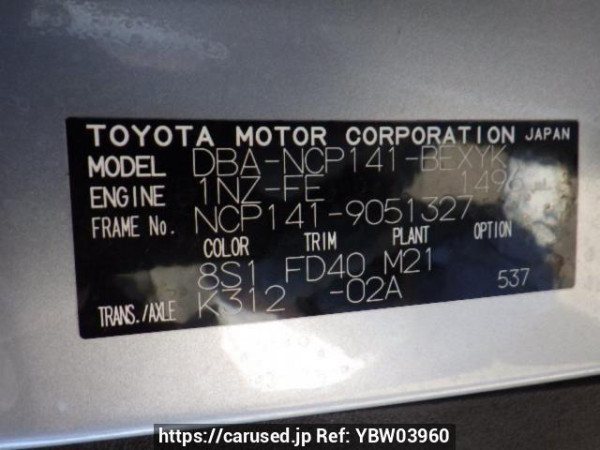 TOYOTA MOTOR CORPORATION JAPAN
MODEL DBA-NCP141-BEXYK
ENGINE 1NZ-FE 1496
FRAME No. NCP141-9051327
COLOR TRIM PLANT OPTION
8S1 FD40 M21
TRANS./AXLE K312 -02A 537
https://carused.jp Ref: YBW03960